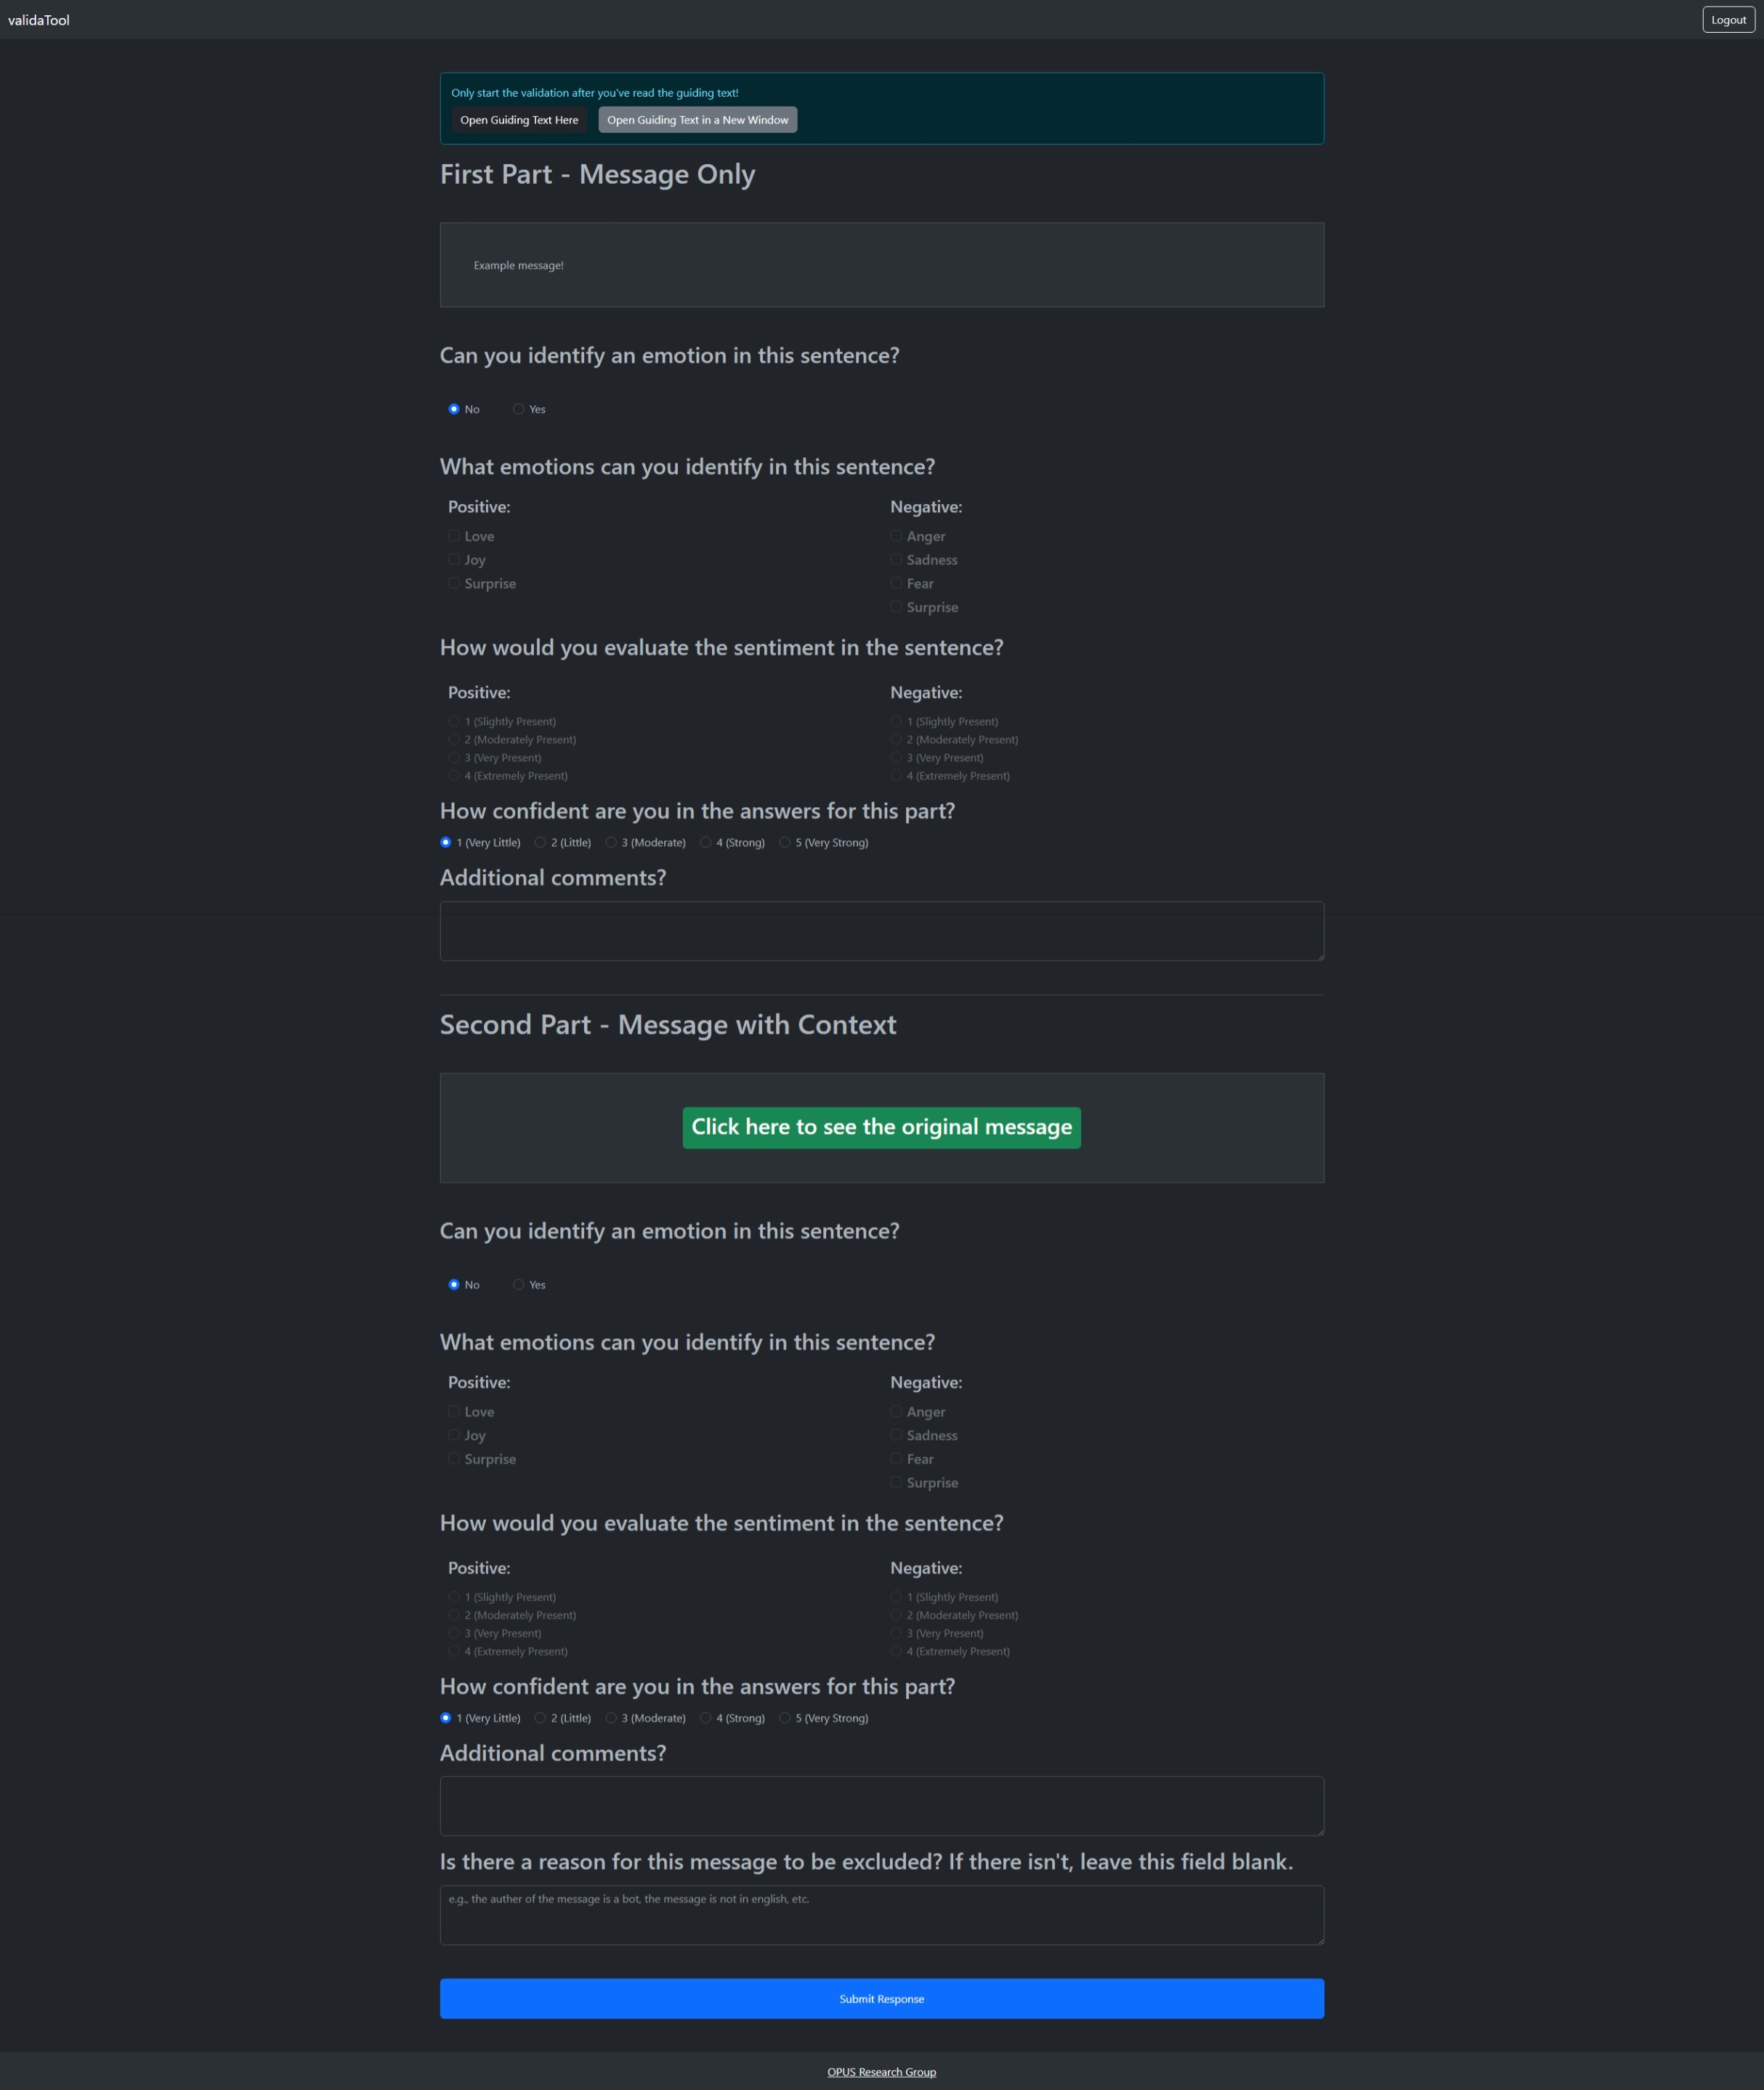 validaTool
Logout
Only start the validation after you've read the guiding text!
Open Guiding Text Here
Open Guiding Text in a New Window
First Part - Message Only
Example message!
Can you identify an emotion in this sentence?
No
Yes
What emotions can you identify in this sentence?
Positive:
Love
Joy
Surprise
Negative:
Anger
Sadness
Fear
Surprise
How would you evaluate the sentiment in the sentence?
Positive:
1 (Slightly Present)
2 (Moderately Present)
3 (Very Present)
4 (Extremely Present)
Negative:
1 (Slightly Present)
2 (Moderately Present)
3 (Very Present)
4 (Extremely Present)
How confident are you in the answers for this part?
1 (Very Little)
2 (Little)
3 (Moderate)
4 (Strong)
5 (Very Strong)
Additional comments?
Second Part - Message with Context
Click here to see the original message
Can you identify an emotion in this sentence?
No
Yes
What emotions can you identify in this sentence?
Positive:
Love
Joy
Surprise
Negative:
Anger
Sadness
Fear
Surprise
How would you evaluate the sentiment in the sentence?
Positive:
1 (Slightly Present)
2 (Moderately Present)
3 (Very Present)
4 (Extremely Present)
Negative:
1 (Slightly Present)
2 (Moderately Present)
3 (Very Present)
4 (Extremely Present)
How confident are you in the answers for this part?
1 (Very Little)
2 (Little)
3 (Moderate)
4 (Strong)
5 (Very Strong)
Additional comments?
Is there a reason for this message to be excluded? If there isn't, leave this field blank.
e.g., the auther of the message is a bot, the message is not in english, etc.
Submit Response
OPUS Research Group